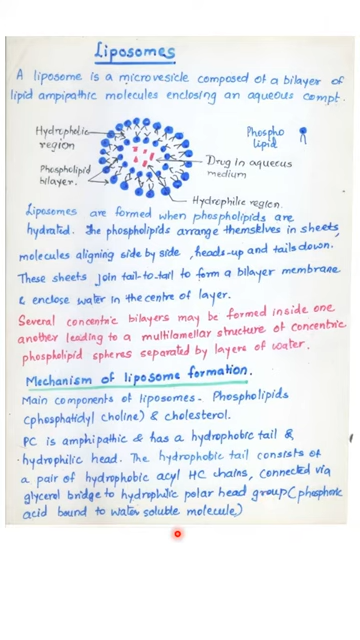 Liposomes
A liposome is a microvesicle composed of a bilayer of
lipid ampipathic molecules enclosing an aqueous compt.
Hydrophobic
region
Phospho
lipid
Phospholipid
bilayer.
Drug in aqueous
medium
Hydrophilic region.
Liposomes are formed when phospholipids are
hydrated. The phospholipids arrange themselves in sheets,
molecules aligning side by side, heads-up and tails down.
These sheets join tail-to-tail to form a bilayer membrane
& enclose water in the centre of layer.
Several concentric bilayers may be formed inside one
another leading to a multilamellar structure of concentric
phospholipid spheres separated by layers of water.
Mechanism of liposome formation.
Main components of liposomes - Phospholipids
(phosphatidyl choline) & cholesterol.
PC is amphipathic & has a hydrophobic tail &
hydrophilic head. The hydrophobic tail consists of
a pair of hydrophobic acyl HC chains, connected via
glycerol bridge to hydrophilic polar head group (phosphoric
acid bound to water soluble molecule)